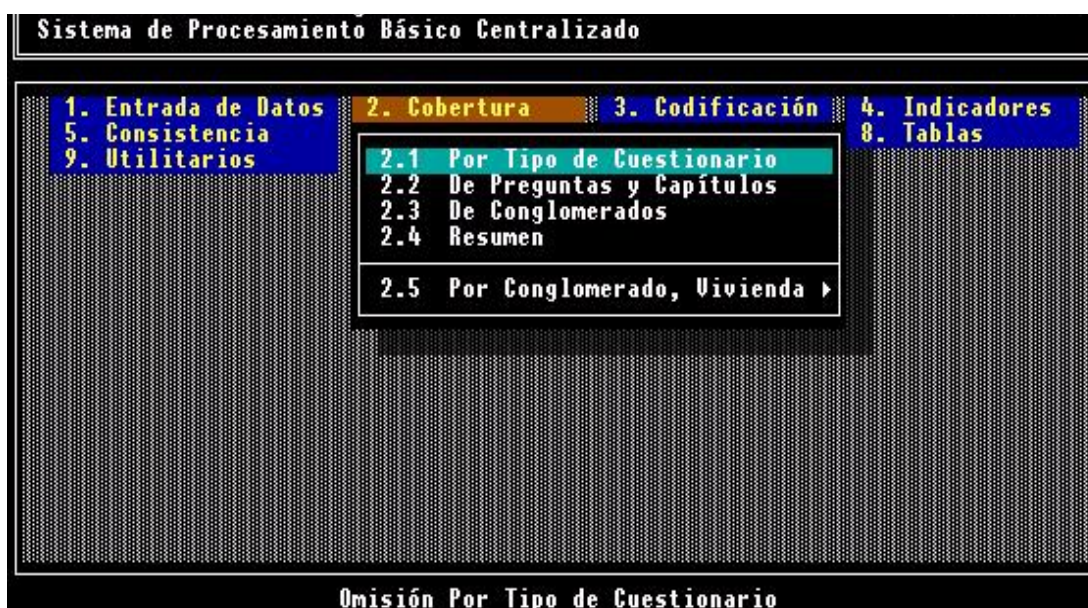 Sistema de Procesamiento Básico Centralizado
1. Entrada de Datos 2. Cobertura 3. Codificación 4. Indicadores
5. Consistencia 8. Tablas
9. Utilitarios
2.1 Por Tipo de Cuestionario
2.2 De Preguntas y Capítulos
2.3 De Conglomerados
2.4 Resumen
2.5 Por Conglomerado, Vivienda
Omisión Por Tipo de Cuestionario